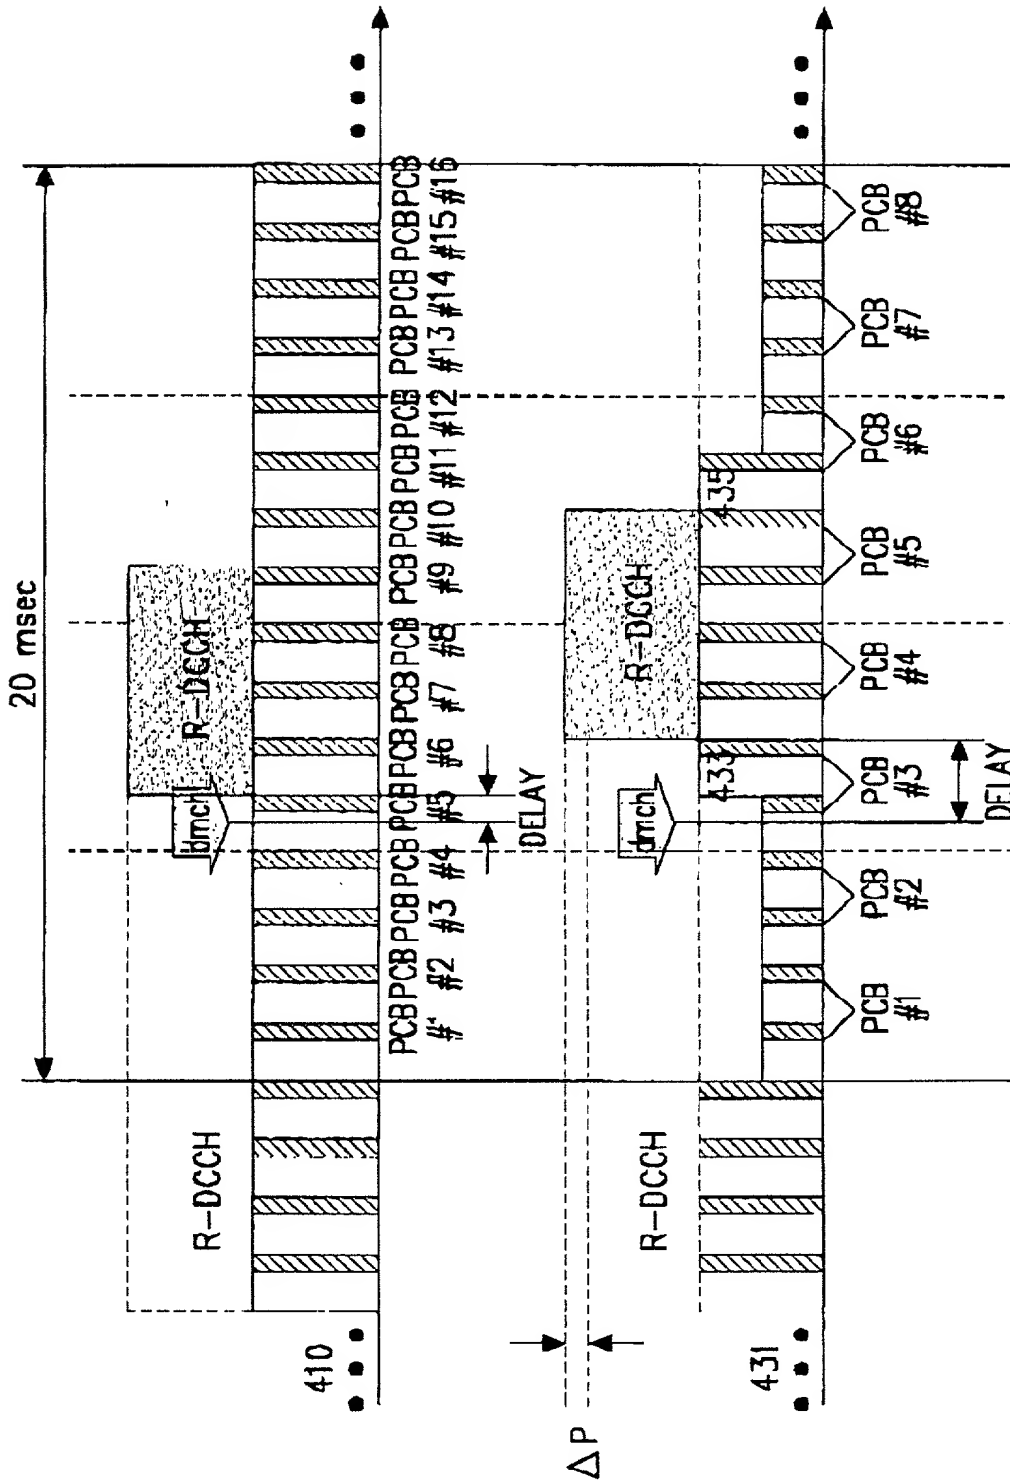 20 msec
R-DCCH
dmch
R-DCCH
410
PCB PCB PCB PCB PCB PCB PCB PCB PCB PCB PCB PCB PCB PCB PCB PCB
#1 #2 #3 #4 #5 #6 #7 #8 #9 #10 #11 #12 #13 #14 #15 #16
DELAY
ΔP
R-DCCH
dmch
R-DCCH
433
435
431
PCB PCB PCB PCB PCB PCB PCB PCB
#1 #2 #3 #4 #5 #6 #7 #8
DELAY